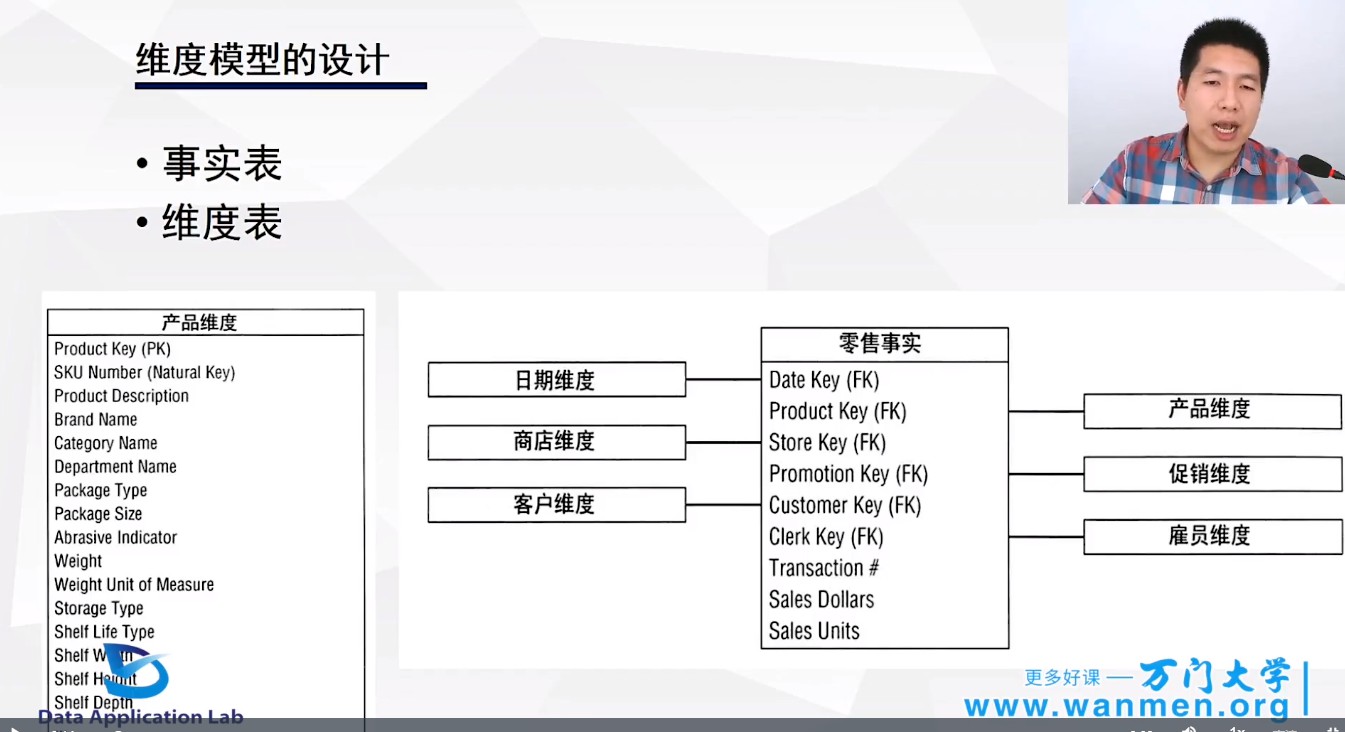 维度模型的设计
• 事实表
• 维度表
产品维度
Product Key (PK)
SKU Number (Natural Key)
Product Description
Brand Name
Category Name
Department Name
Package Type
Package Size
Abrasive Indicator
Weight
Weight Unit of Measure
Storage Type
Shelf Life Type
Shelf Width
Shelf Height
Shelf Depth
Data Application Lab
日期维度
商店维度
客户维度
零售事实
Date Key (FK)
Product Key (FK)
Store Key (FK)
Promotion Key (FK)
Customer Key (FK)
Clerk Key (FK)
Transaction #
Sales Dollars
Sales Units
产品维度
促销维度
雇员维度
更多好课 — 万门大学
www.wanmen.org